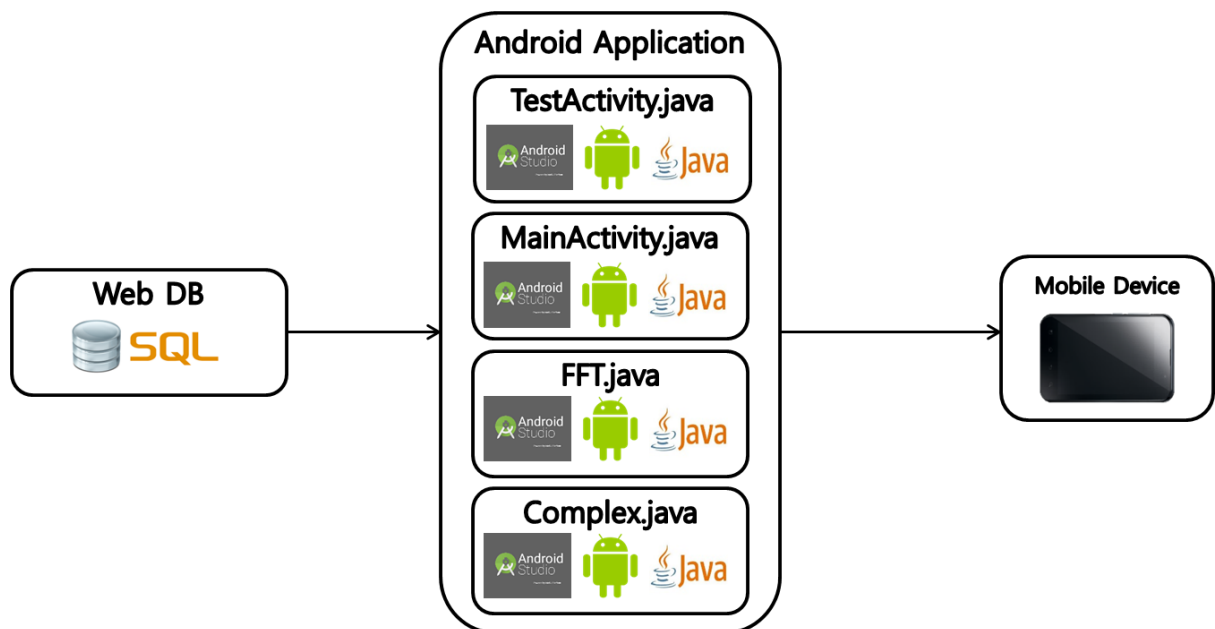 Android Application
TestActivity.java
Android
Studio
Java
MainActivity.java
Android
Studio
Java
Web DB
SQL
Mobile Device
FFT.java
Android
Studio
Java
Complex.java
Android
Studio
Java